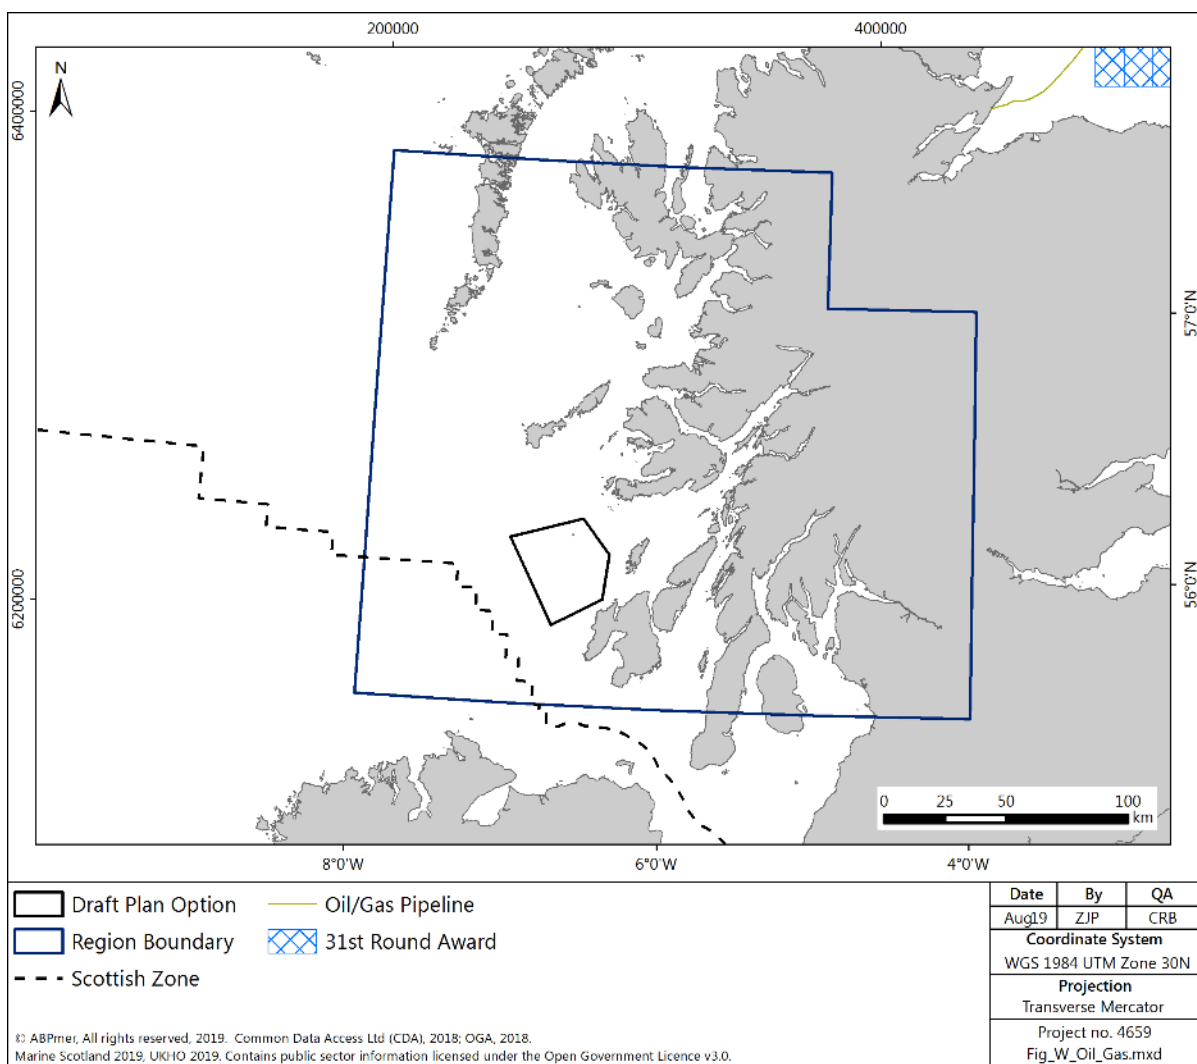 200000
400000
N
6400000
6200000
57°0'N
56°0'N
0
25
50
100
km
8°0'W
6°0'W
4°0'W
Draft Plan Option
Oil/Gas Pipeline
Region Boundary
31st Round Award
Scottish Zone
Date By QA
Aug19 ZJP CRB
Coordinate System
WGS 1984 UTM Zone 30N
Projection
Transverse Mercator
Project no. 4659
Fig_W_Oil_Gas.mxd
© ABPmer, All rights reserved, 2019. Common Data Access Ltd (CDA), 2018; OGA, 2018.
Marine Scotland 2019, UKHO 2019. Contains public sector information licensed under the Open Government Licence v3.0.